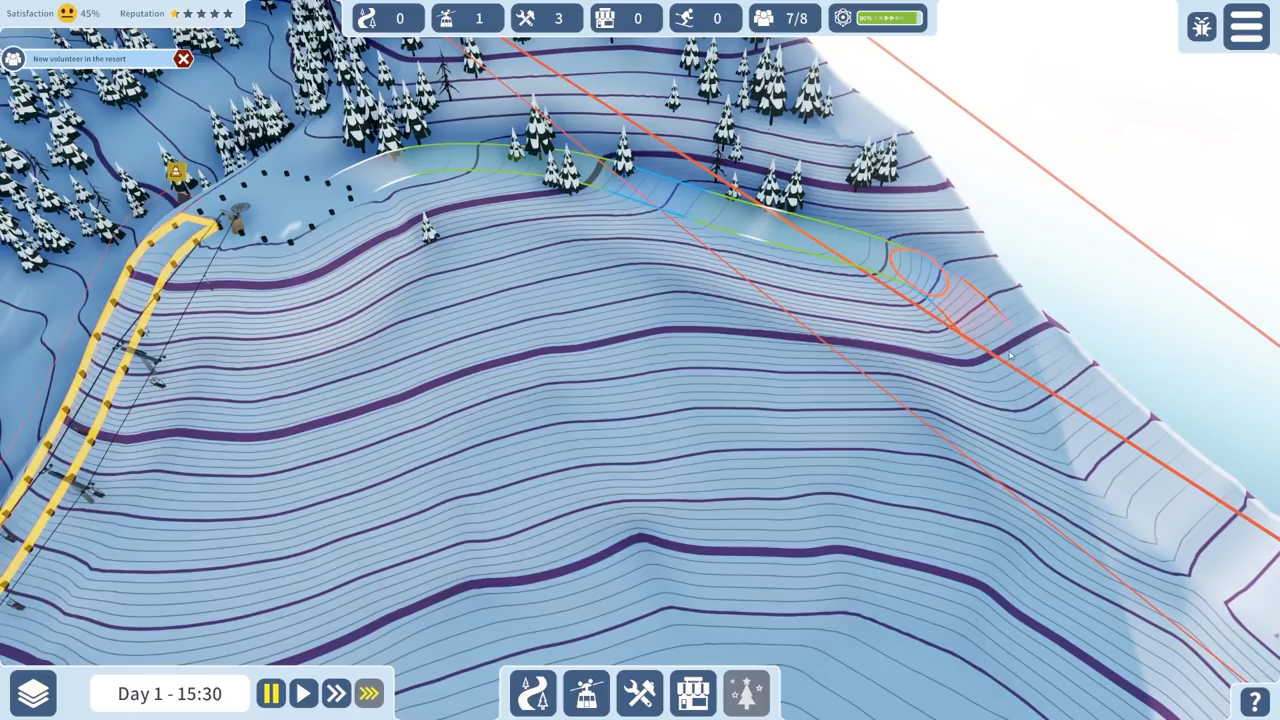 Satisfaction 45% Reputation
0 1 3 0 0 7/8 90%
New volunteer in the resort
Day 1 - 15:30
?